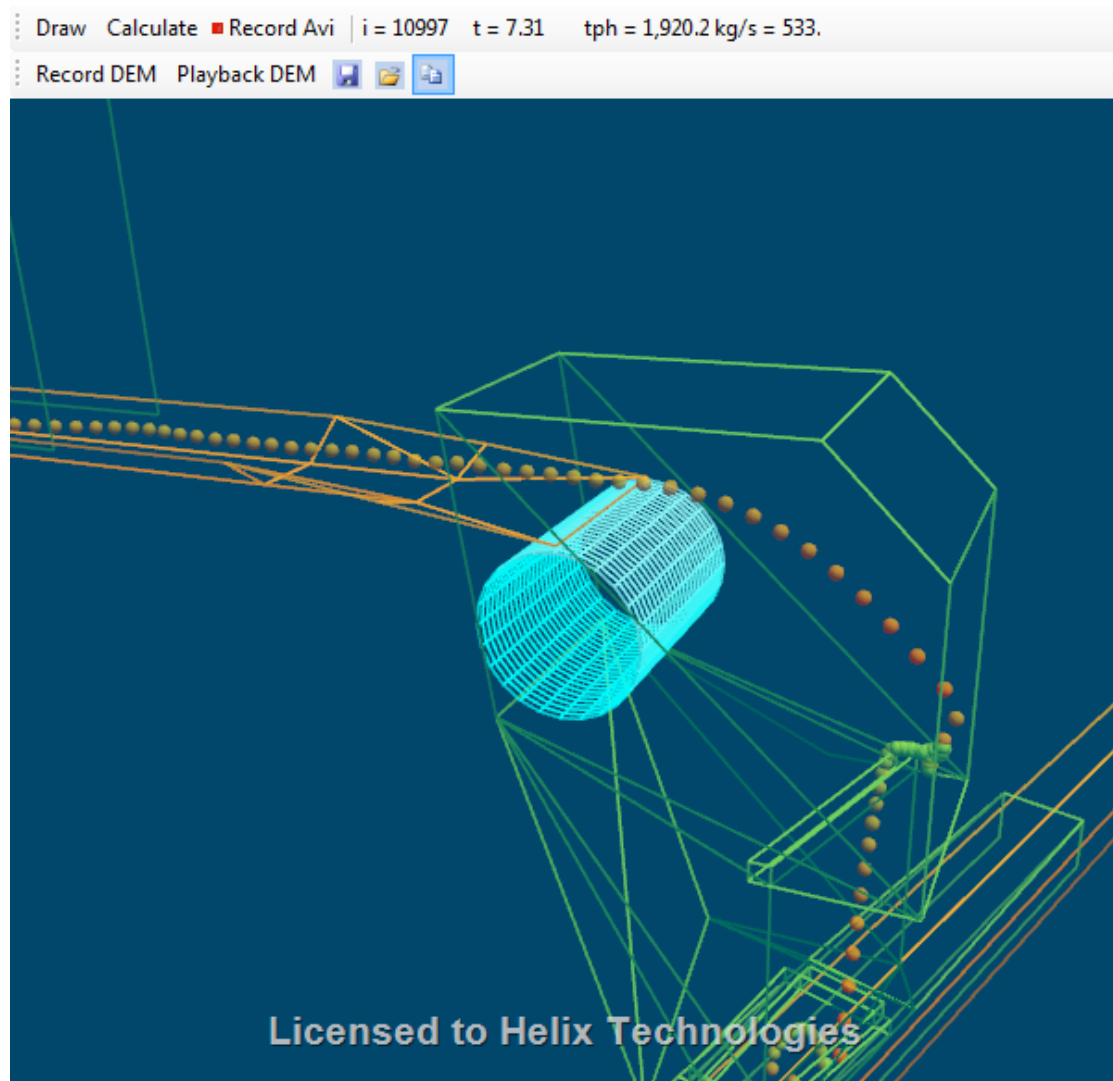 Draw Calculate Record Avi i = 10997 t = 7.31 tph = 1,920.2 kg/s = 533.
Record DEM Playback DEM
Licensed to Helix Technologies